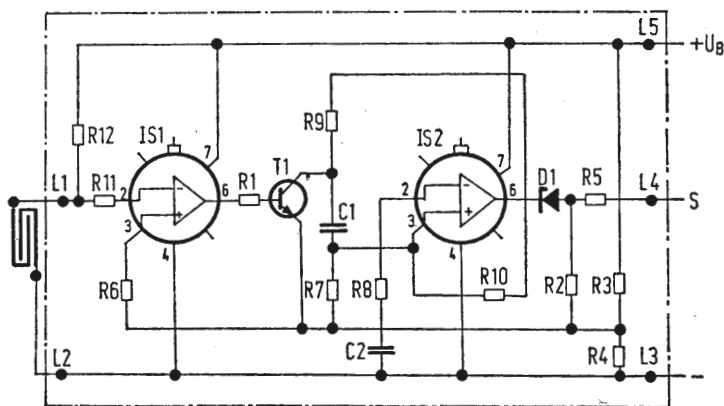 L5
+UB
R12
IS1
7
R9
IS2
7
T1
L1
R11
2
-
+
6
R1
3
4
C1
2
-
+
6
3
4
D1
R5
L4
S
R6
R7
R8
R10
R2
R3
C2
R4
L2
L3
-